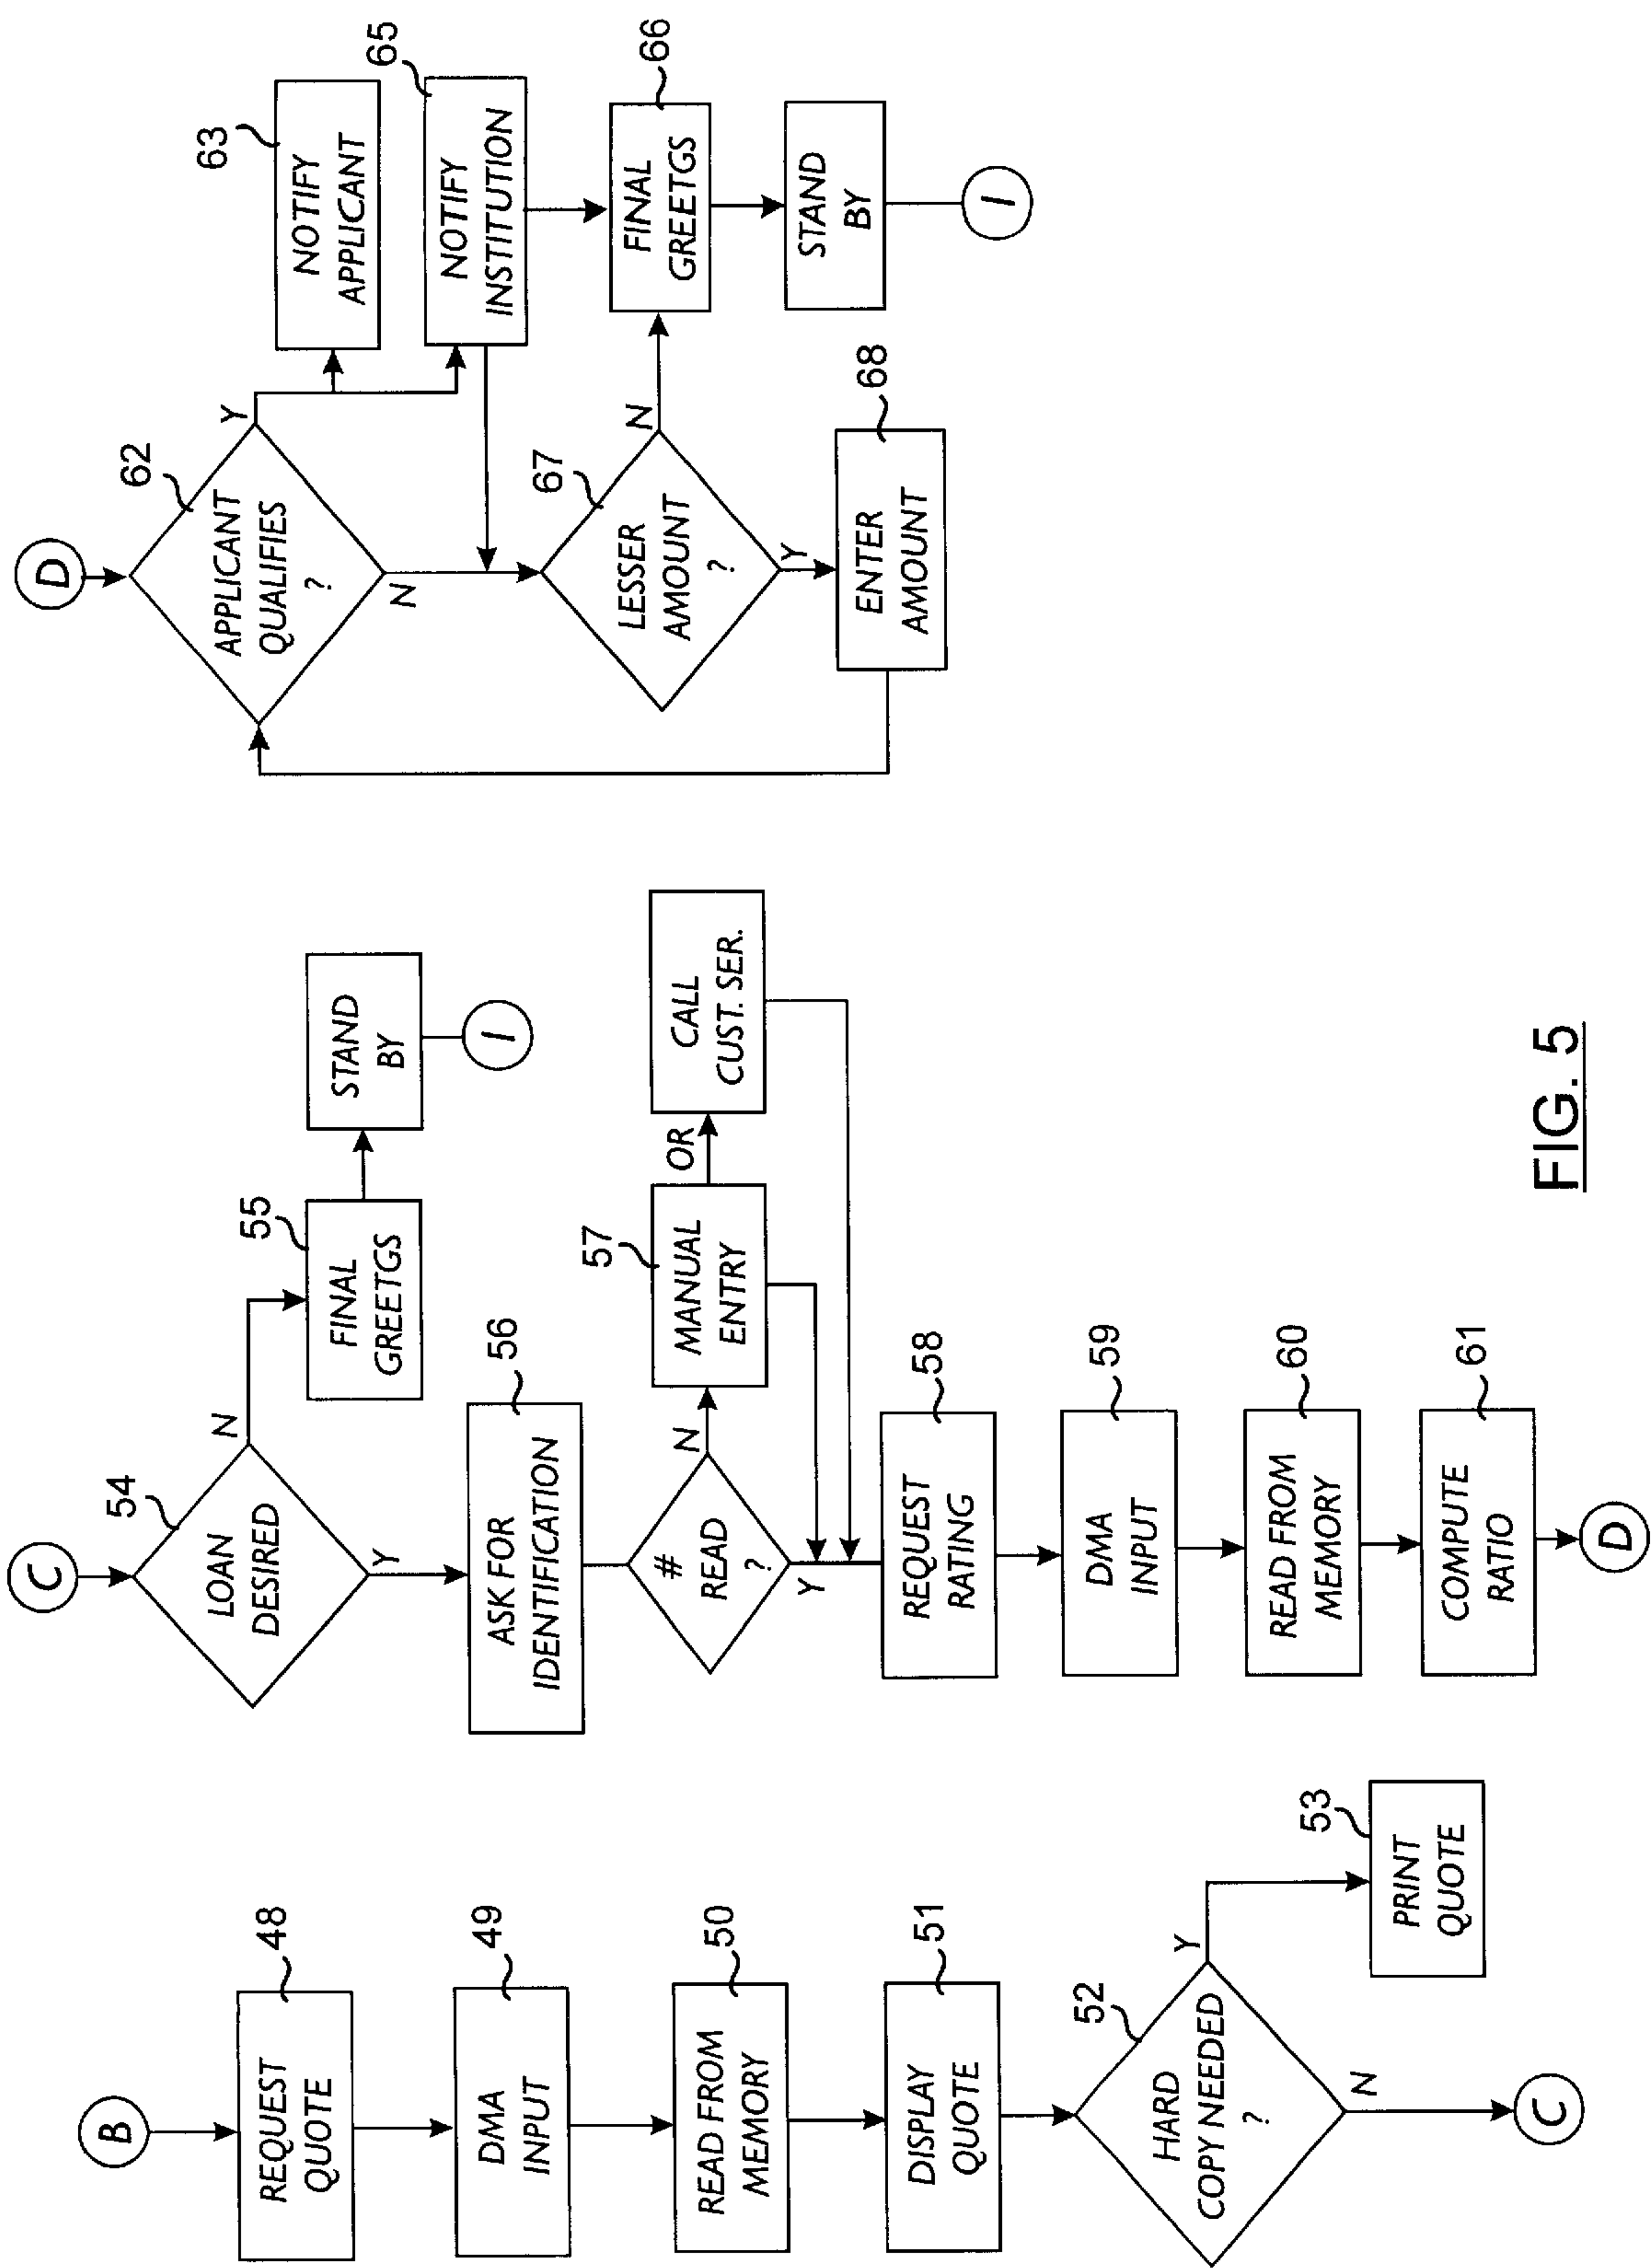 B
48
REQUEST
QUOTE
49
DMA
INPUT
50
READ FROM
MEMORY
51
DISPLAY
QUOTE
52
HARD
COPY NEEDED
?
Y
N
53
PRINT
QUOTE
C
C
54
LOAN
DESIRED
N
Y
55
FINAL
GREETGS
STAND
BY
I
56
ASK FOR
IDENTIFICATION
#
READ
?
N
Y
57
MANUAL
ENTRY
OR
CALL
CUST. SER.
58
REQUEST
RATING
59
DMA
INPUT
60
READ FROM
MEMORY
61
COMPUTE
RATIO
D
D
62
APPLICANT
QUALIFIES
?
Y
N
63
NOTIFY
APPLICANT
65
NOTIFY
INSTITUTION
66
FINAL
GREETGS
STAND
BY
I
67
LESSER
AMOUNT
?
N
Y
68
ENTER
AMOUNT
FIG. 5